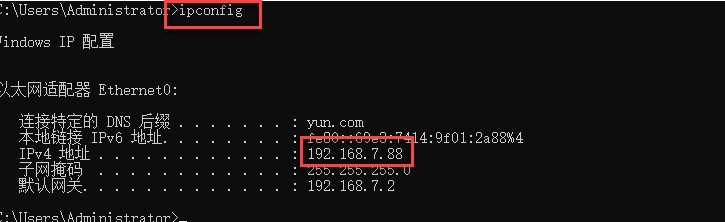 C:\Users\Administrator>ipconfig
Windows IP 配置
以太网适配器 Ethernet0:
连接特定的 DNS 后缀 . . . . . . . : yun.com
本地链接 IPv6 地址. . . . . . . . : fe80::69e3:7414:9f01:2a88%4
IPv4 地址 . . . . . . . . . . . . : 192.168.7.88
子网掩码 . . . . . . . . . . . . : 255.255.255.0
默认网关. . . . . . . . . . . . . : 192.168.7.2
C:\Users\Administrator>_